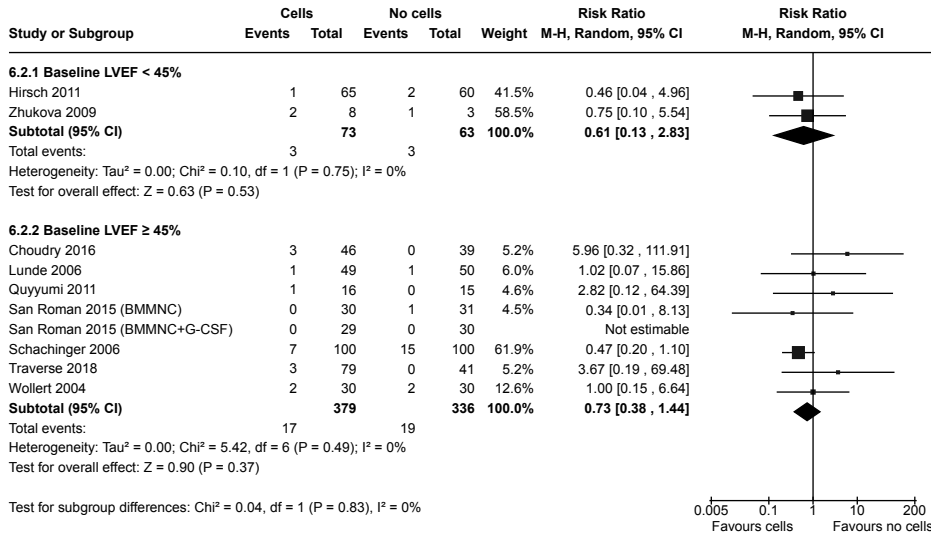 Cells No cells Risk Ratio Risk Ratio
Study or Subgroup Events Total Events Total Weight M-H, Random, 95% CI M-H, Random, 95% CI
6.2.1 Baseline LVEF < 45%
Hirsch 2011 1 65 2 60 41.5% 0.46 [0.04 , 4.96]
Zhukova 2009 2 8 1 3 58.5% 0.75 [0.10 , 5.54]
Subtotal (95% CI) 73 63 100.0% 0.61 [0.13 , 2.83]
Total events: 3 3
Heterogeneity: Tau² = 0.00; Chi² = 0.10, df = 1 (P = 0.75); I² = 0%
Test for overall effect: Z = 0.63 (P = 0.53)
6.2.2 Baseline LVEF ≥ 45%
Choudry 2016 3 46 0 39 5.2% 5.96 [0.32 , 111.91]
Lunde 2006 1 49 1 50 6.0% 1.02 [0.07 , 15.86]
Quyyumi 2011 1 16 0 15 4.6% 2.82 [0.12 , 64.39]
San Roman 2015 (BMMNC) 0 30 1 31 4.5% 0.34 [0.01 , 8.13]
San Roman 2015 (BMMNC+G-CSF) 0 29 0 30 Not estimable
Schachinger 2006 7 100 15 100 61.9% 0.47 [0.20 , 1.10]
Traverse 2018 3 79 0 41 5.2% 3.67 [0.19 , 69.48]
Wollert 2004 2 30 2 30 12.6% 1.00 [0.15 , 6.64]
Subtotal (95% CI) 379 336 100.0% 0.73 [0.38 , 1.44]
Total events: 17 19
Heterogeneity: Tau² = 0.00; Chi² = 5.42, df = 6 (P = 0.49); I² = 0%
Test for overall effect: Z = 0.90 (P = 0.37)
Test for subgroup differences: Chi² = 0.04, df = 1 (P = 0.83), I² = 0%
0.005 0.1 1 10 200
Favours cells Favours no cells